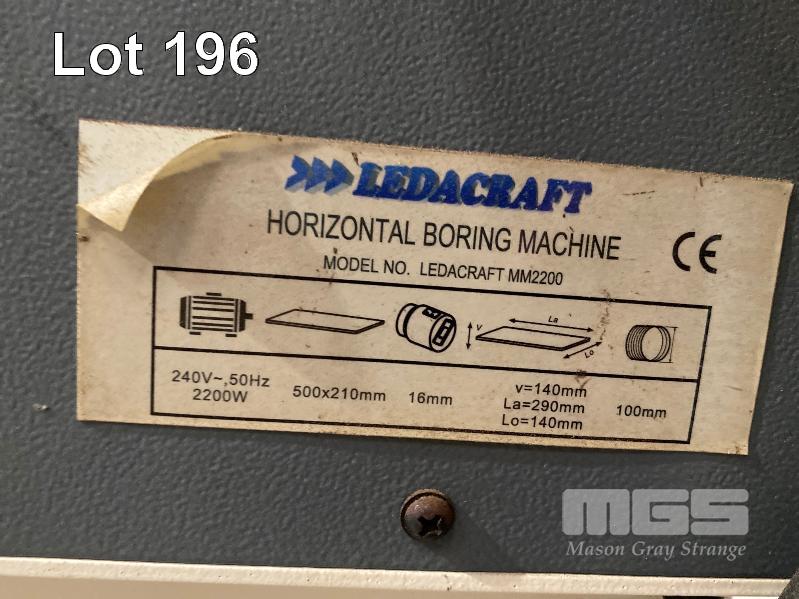 Lot 196
LEDACRAFT
HORIZONTAL BORING MACHINE
CE
MODEL NO. LEDACRAFT MM2200
V
La
Lo
240V~,50Hz
2200W
500x210mm
16mm
v=140mm
La=290mm
Lo=140mm
100mm
MGS
Mason Gray Strange